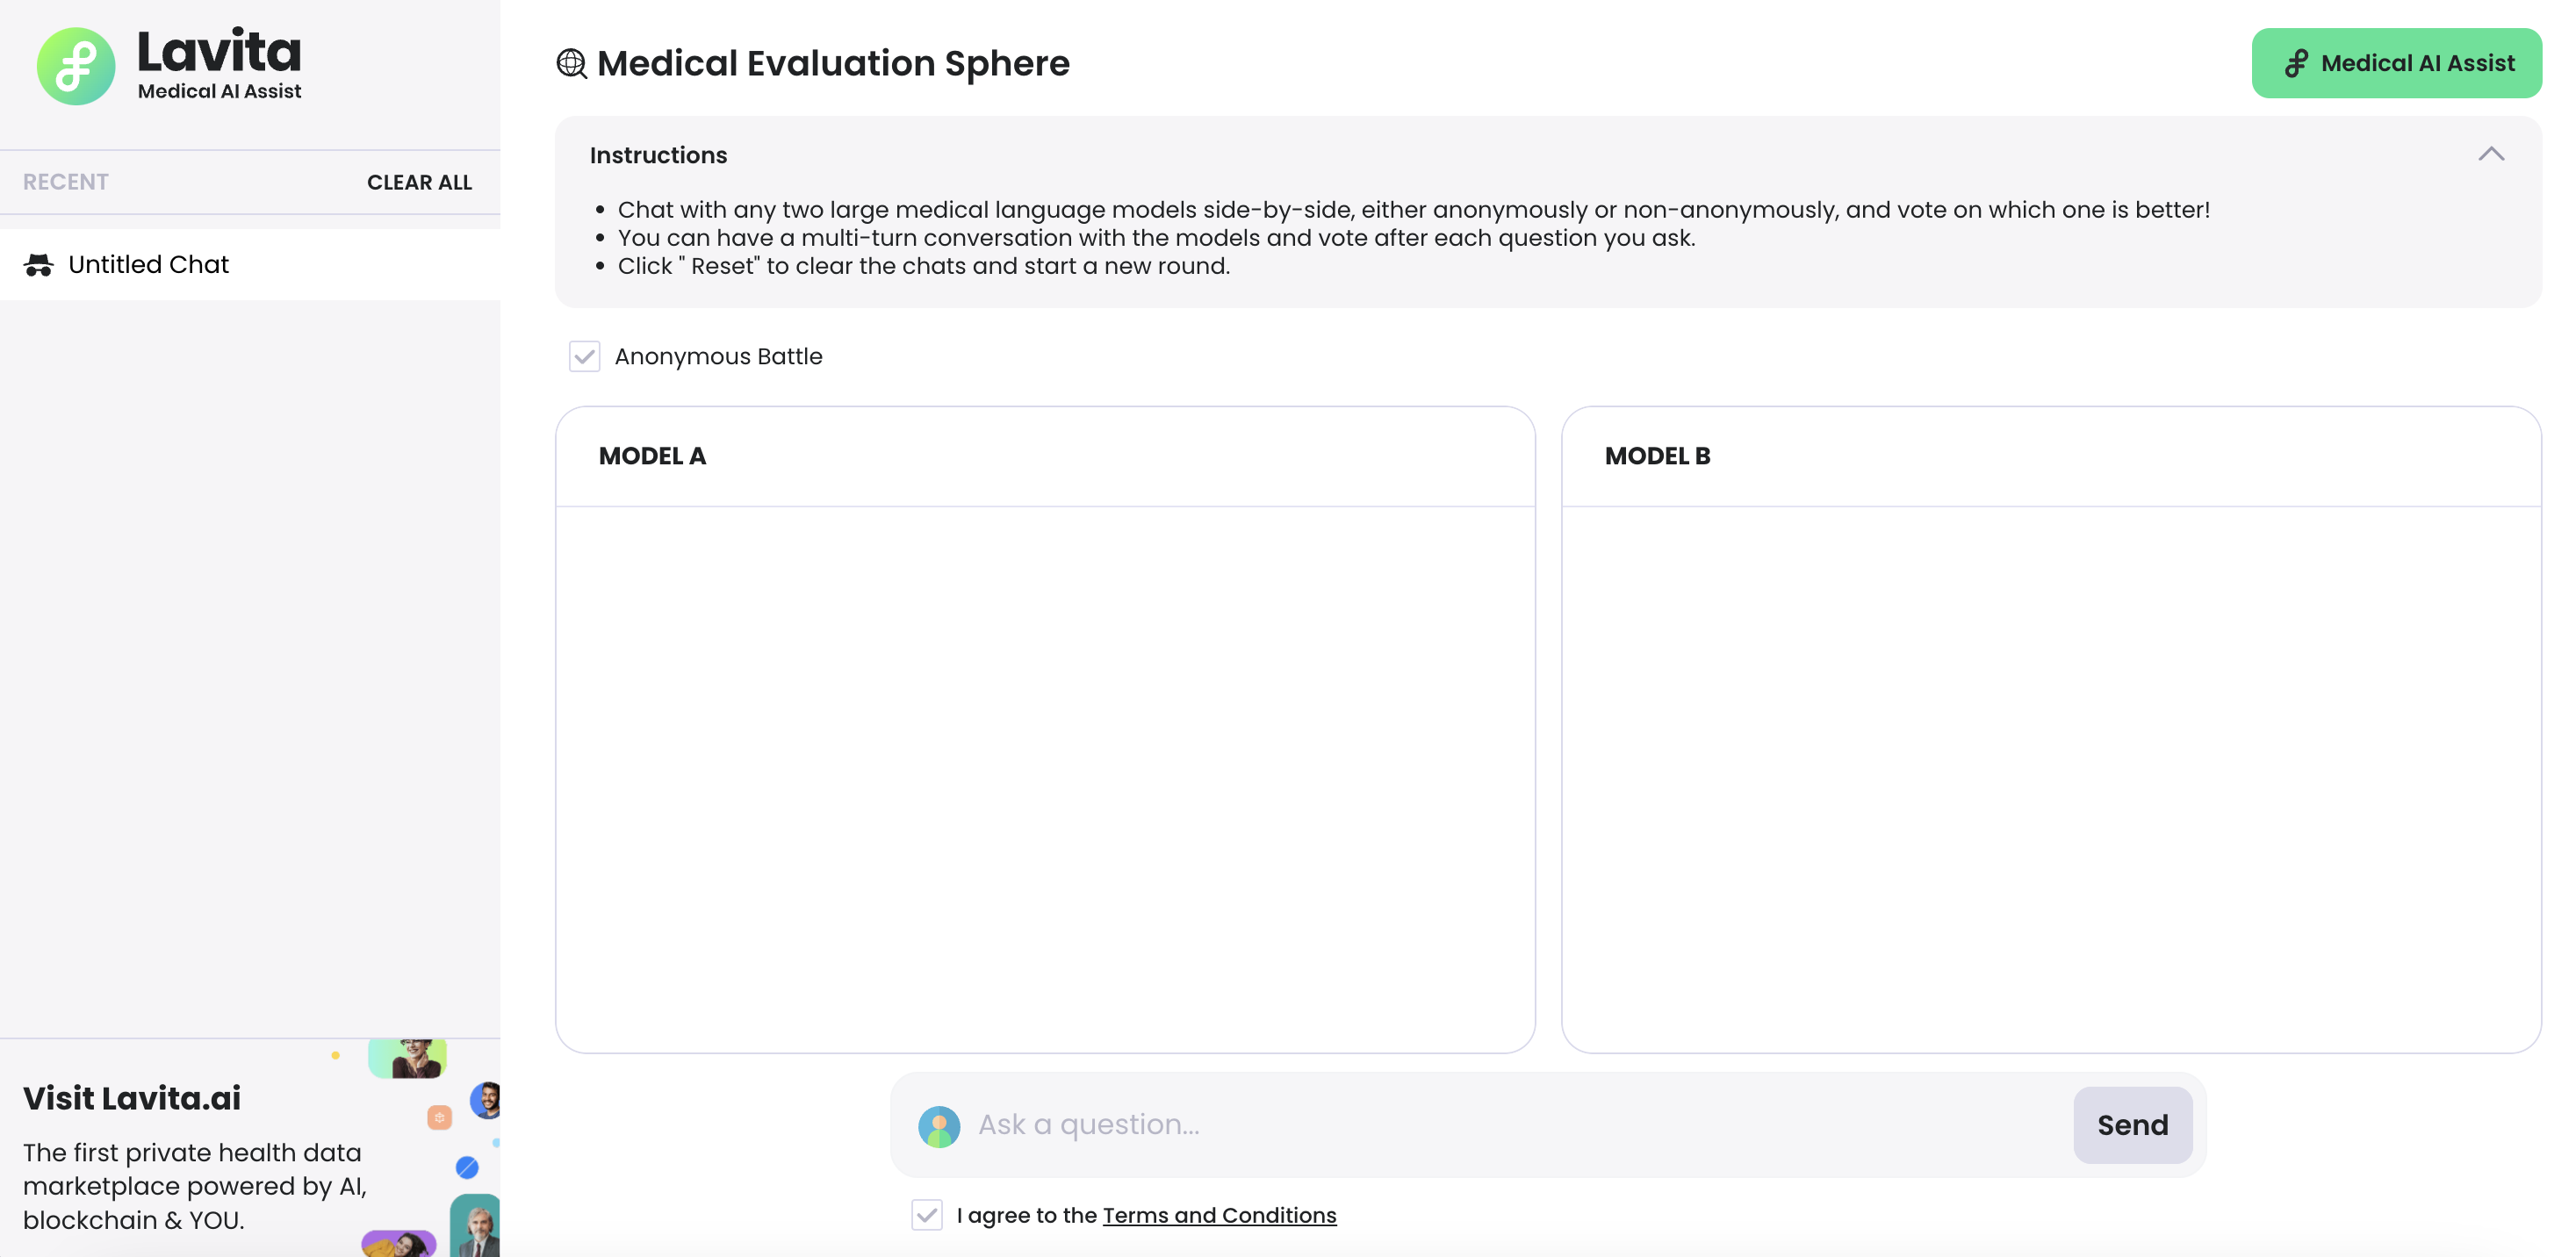 Lavita
Medical AI Assist
RECENT
CLEAR ALL
Untitled Chat
Visit Lavita.ai
The first private health data
marketplace powered by AI,
blockchain & YOU.
Medical Evaluation Sphere
Medical AI Assist
Instructions
• Chat with any two large medical language models side-by-side, either anonymously or non-anonymously, and vote on which one is better!
• You can have a multi-turn conversation with the models and vote after each question you ask.
• Click " Reset" to clear the chats and start a new round.
Anonymous Battle
MODEL A
MODEL B
Ask a question...
Send
I agree to the Terms and Conditions